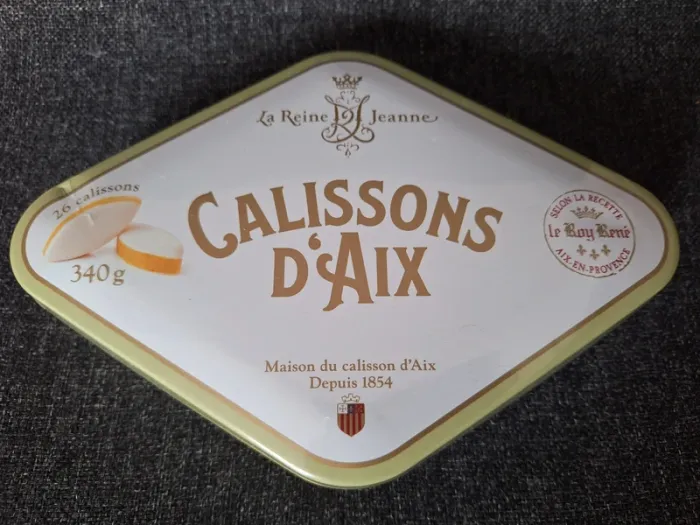 La Reine RJ Jeanne
26 calissons
340 g
CALISSONS
D'AIX
SELON LA RECETTE
le Roy René
AIX-EN-PROVENCE
Maison du calisson d'Aix
Depuis 1854